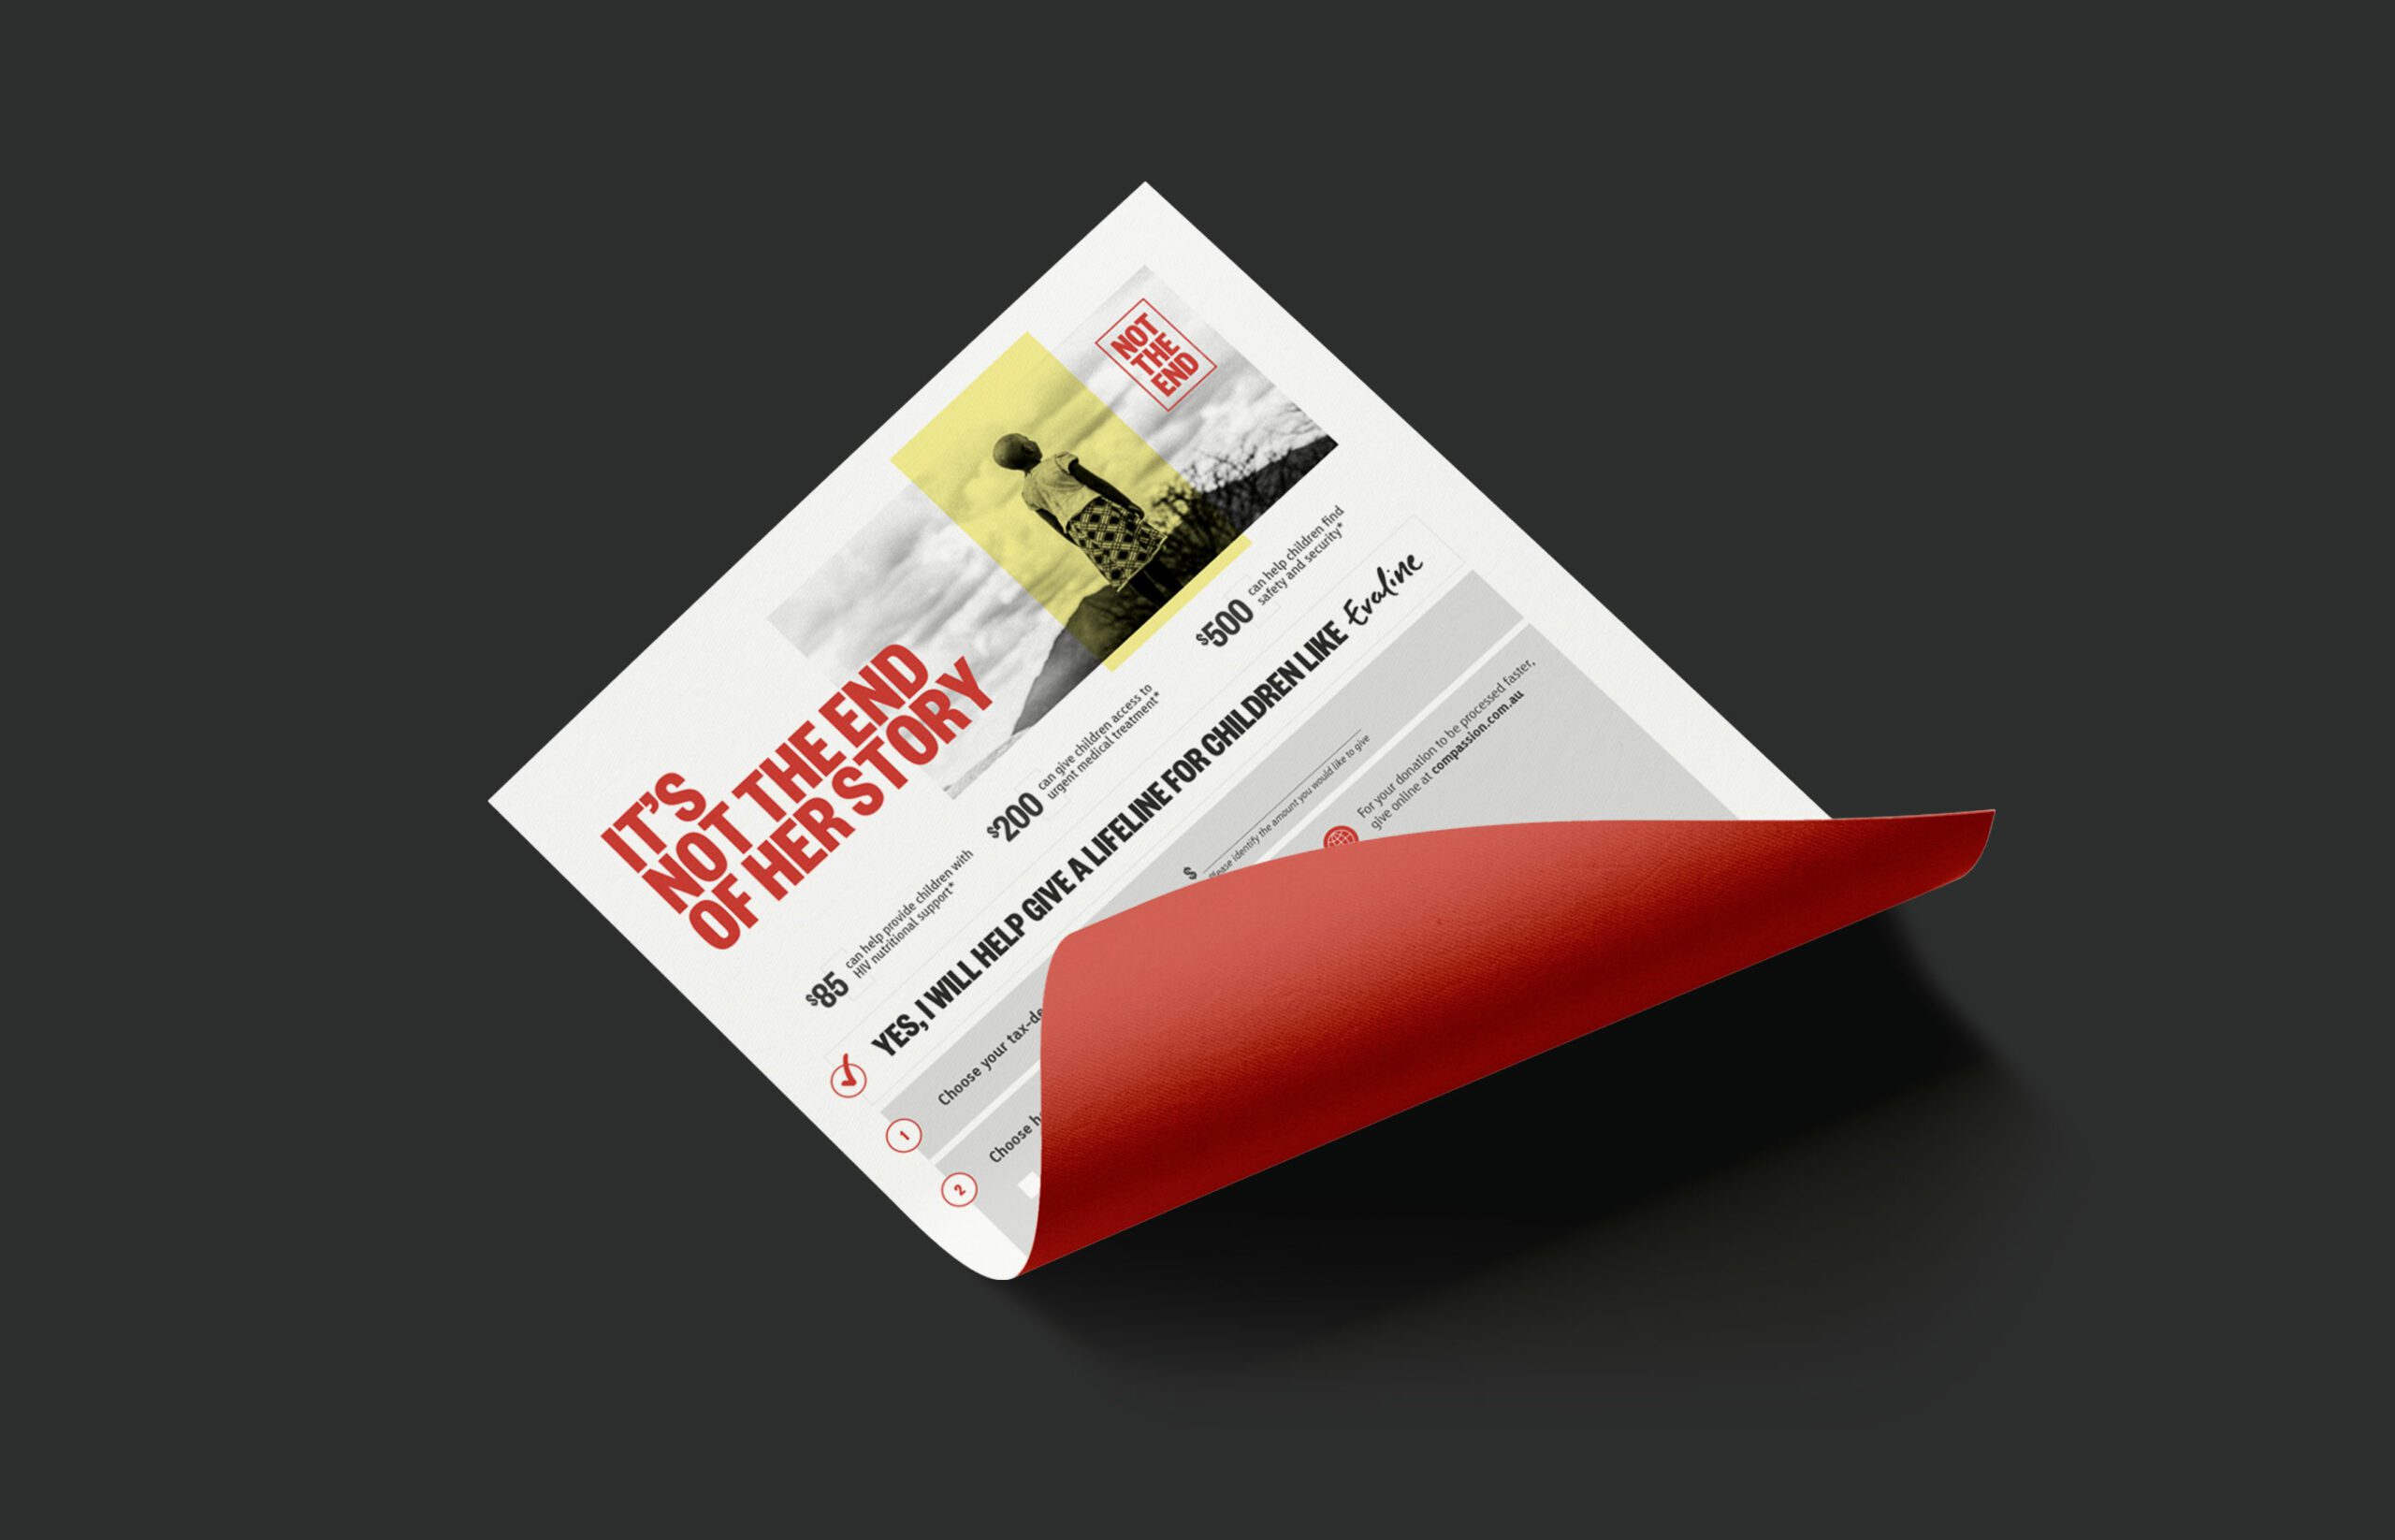 NOT
THE
END
IT'S
NOT THE END
OF HER STORY
$85 can help provide children with
HIV nutritional support*
$200 can give children access to
urgent medical treatment*
$500 can help children find
safety and security*
YES, I WILL HELP GIVE A LIFELINE FOR CHILDREN LIKE Evaline
1 Choose your tax-de
$
Please identify the amount you would like to give
2 Choose h
For your donation to be processed faster,
give online at compassion.com.au